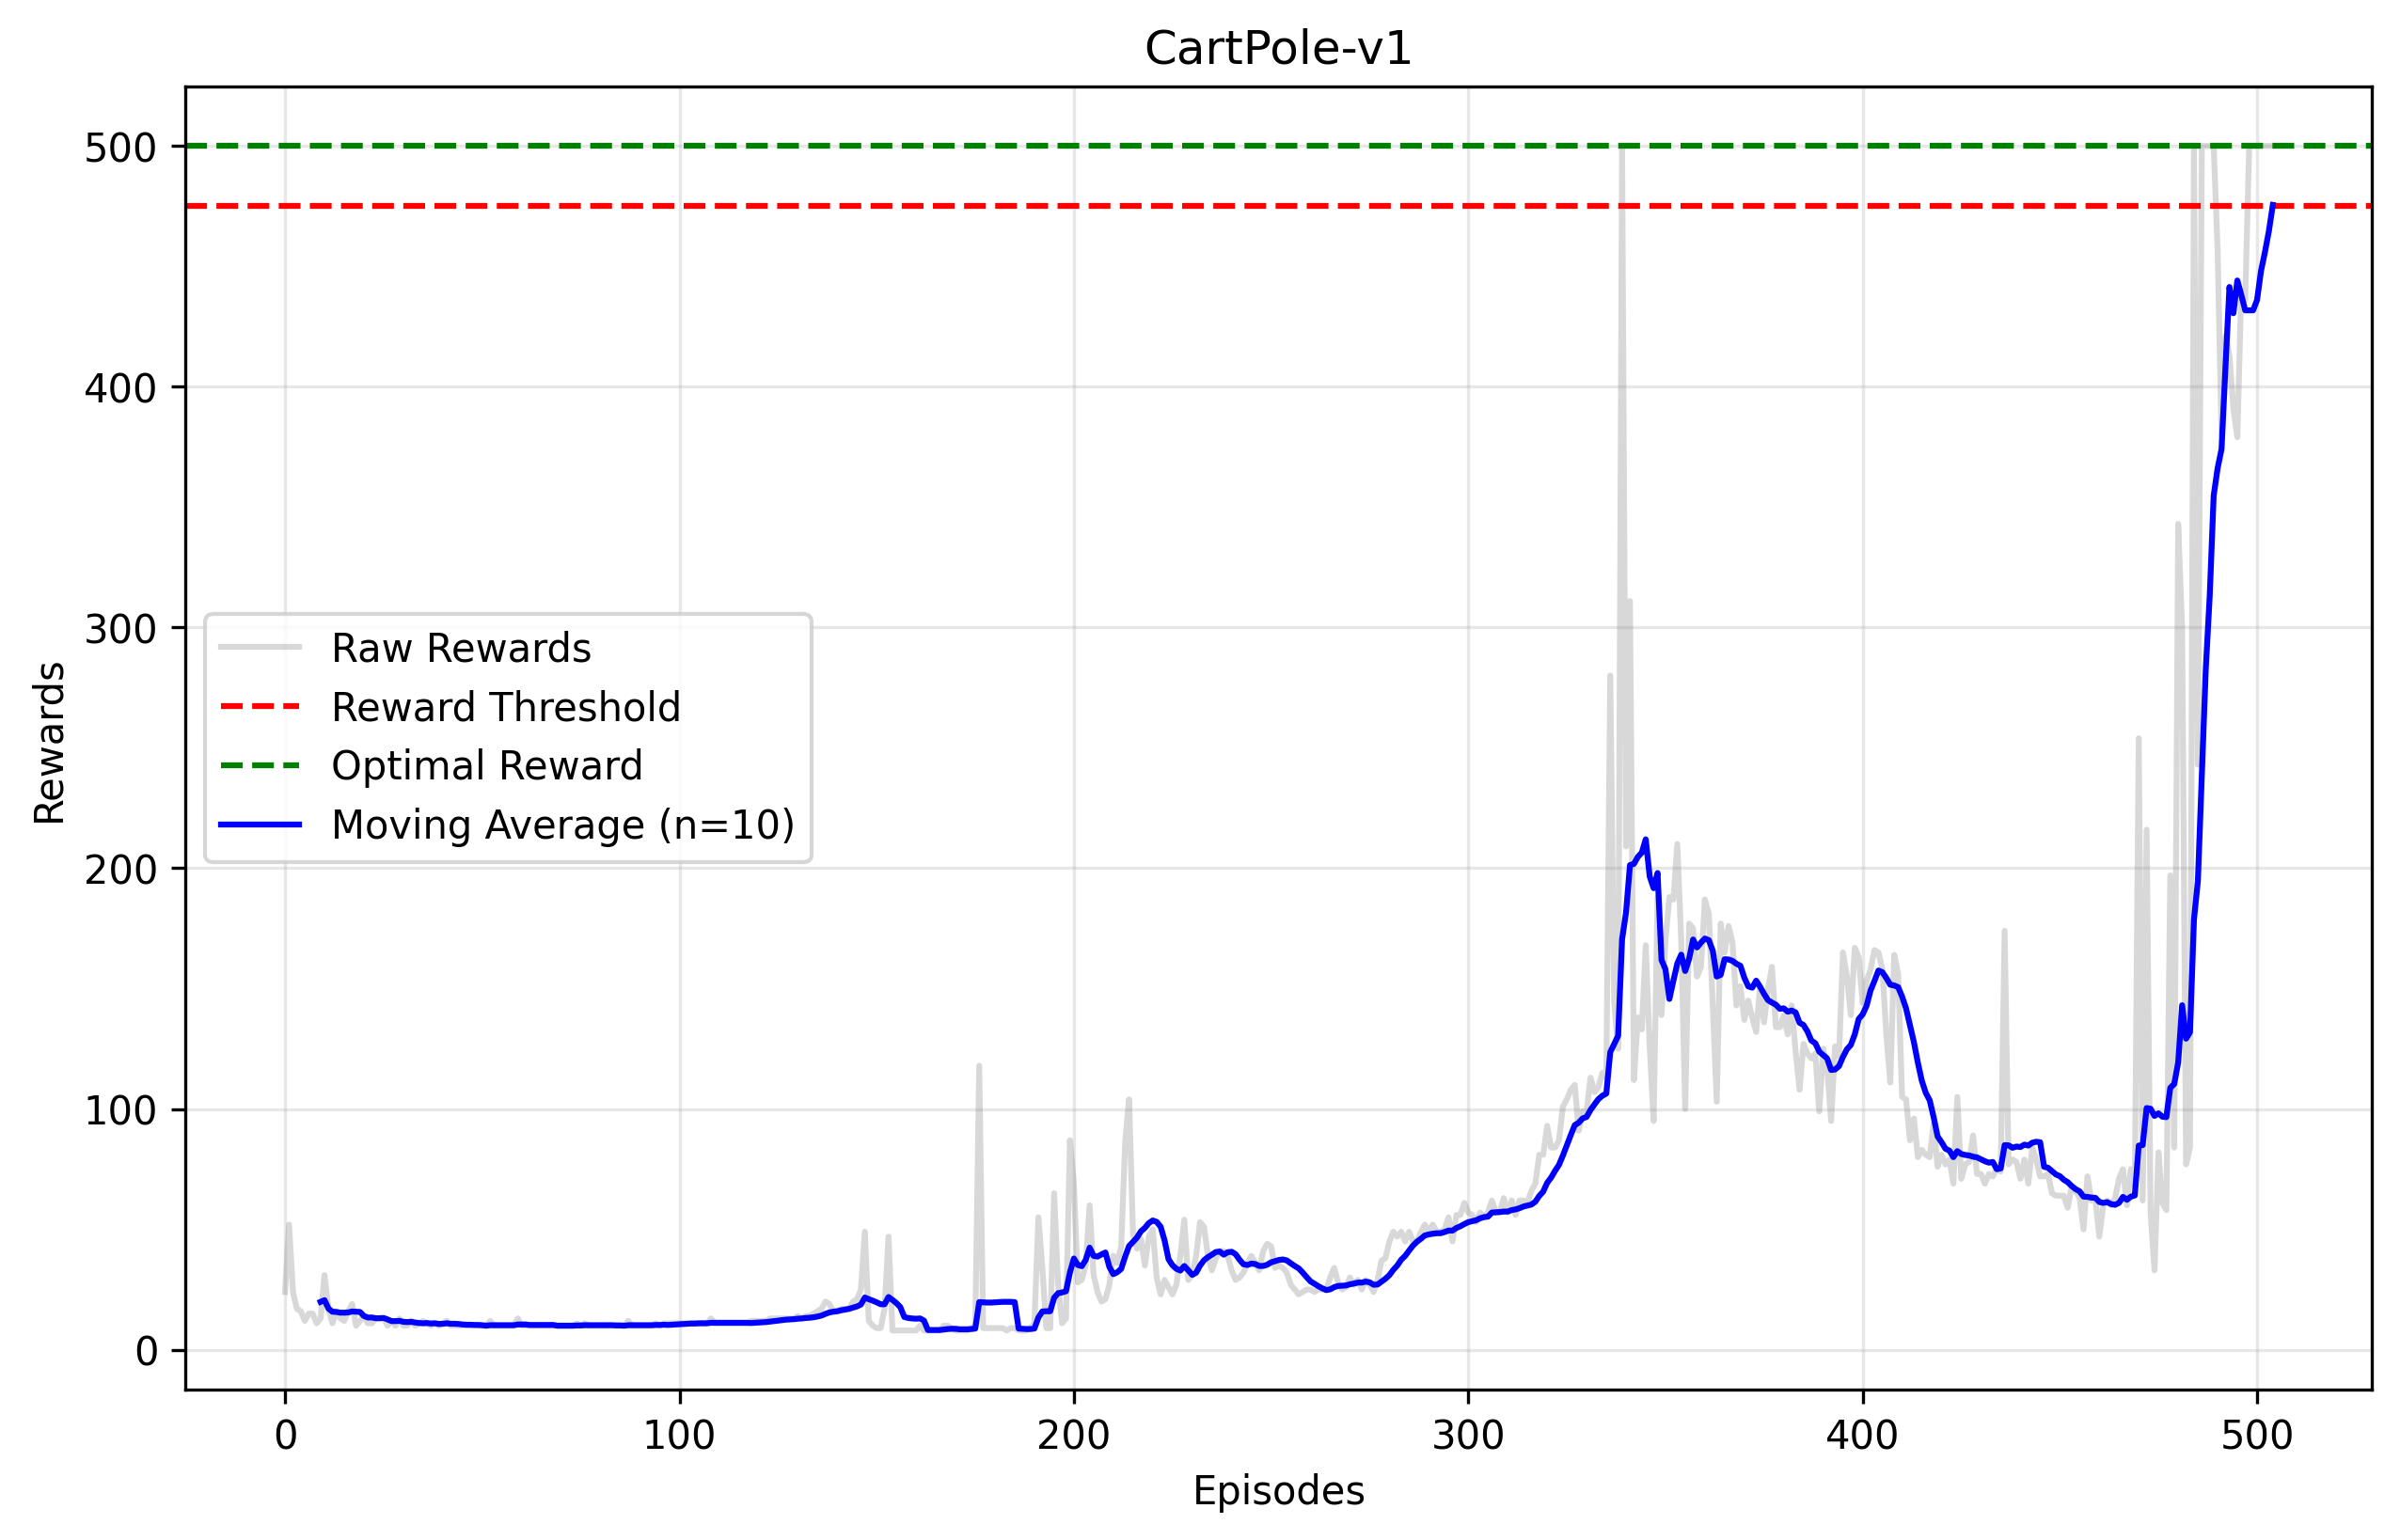 CartPole-v1
500
400
300
200
100
0
Rewards
Raw Rewards
Reward Threshold
Optimal Reward
Moving Average (n=10)
0 100 200 300 400 500
Episodes